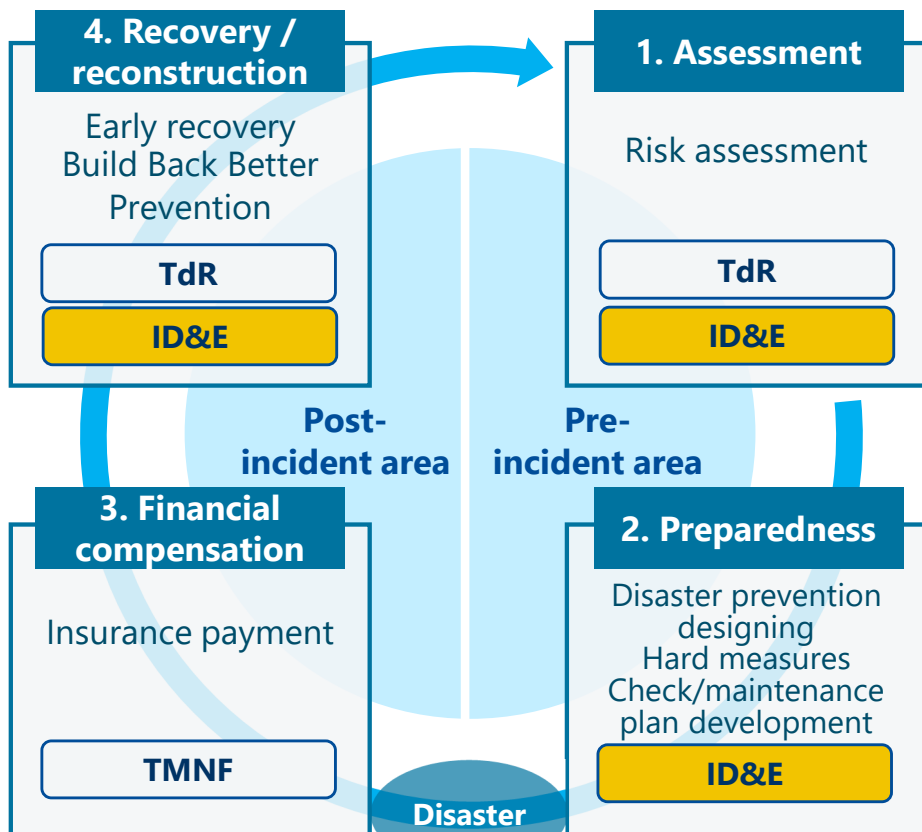 4. Recovery /
reconstruction
Early recovery
Build Back Better
Prevention
TdR
ID&E
1. Assessment
Risk assessment
TdR
ID&E
Post-
incident area
Pre-
incident area
3. Financial
compensation
Insurance payment
TMNF
2. Preparedness
Disaster prevention
designing
Hard measures
Check/maintenance
plan development
ID&E
Disaster